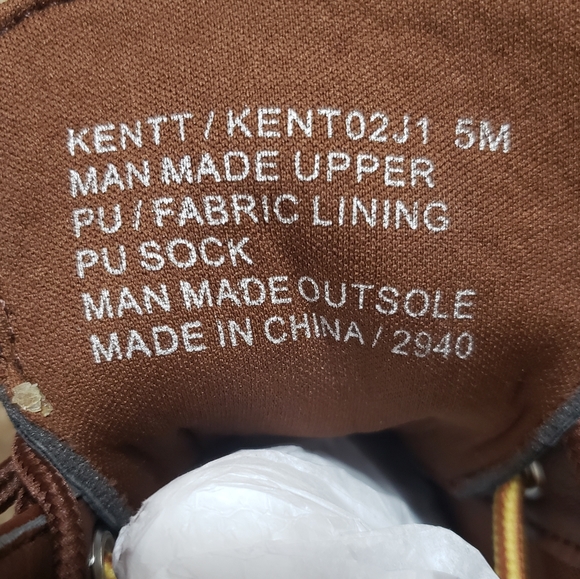 KENTT / KENT02J1 5M
MAN MADE UPPER
PU / FABRIC LINING
PU SOCK
MAN MADE OUTSOLE
MADE IN CHINA / 2940